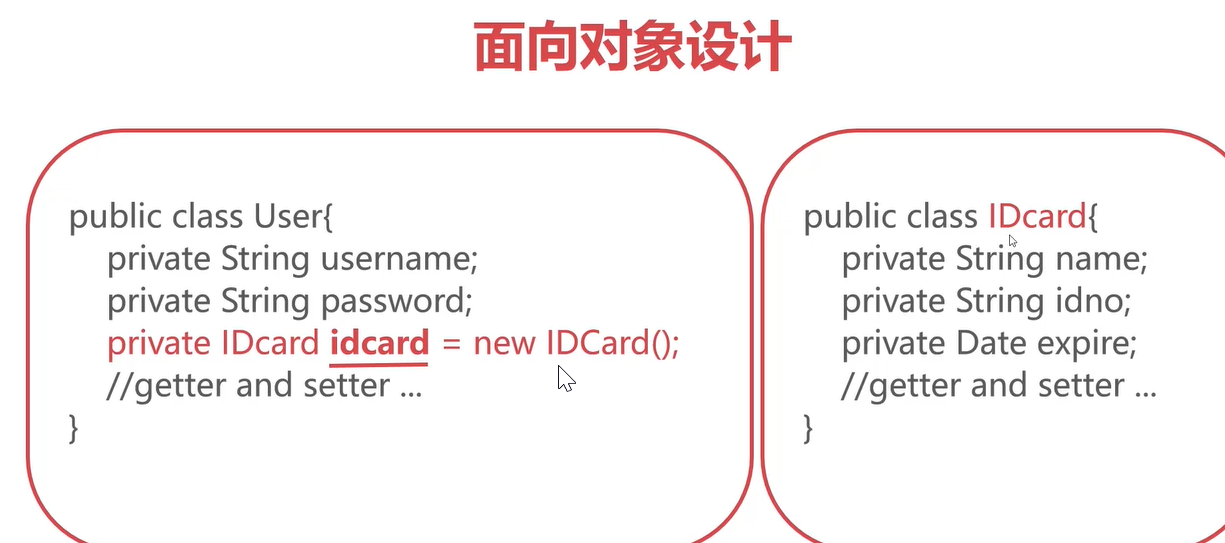 面向对象设计
public class User{
private String username;
private String password;
private IDcard idcard = new IDCard();
//getter and setter ...
}
public class IDcard{
private String name;
private String idno;
private Date expire;
//getter and setter ...
}